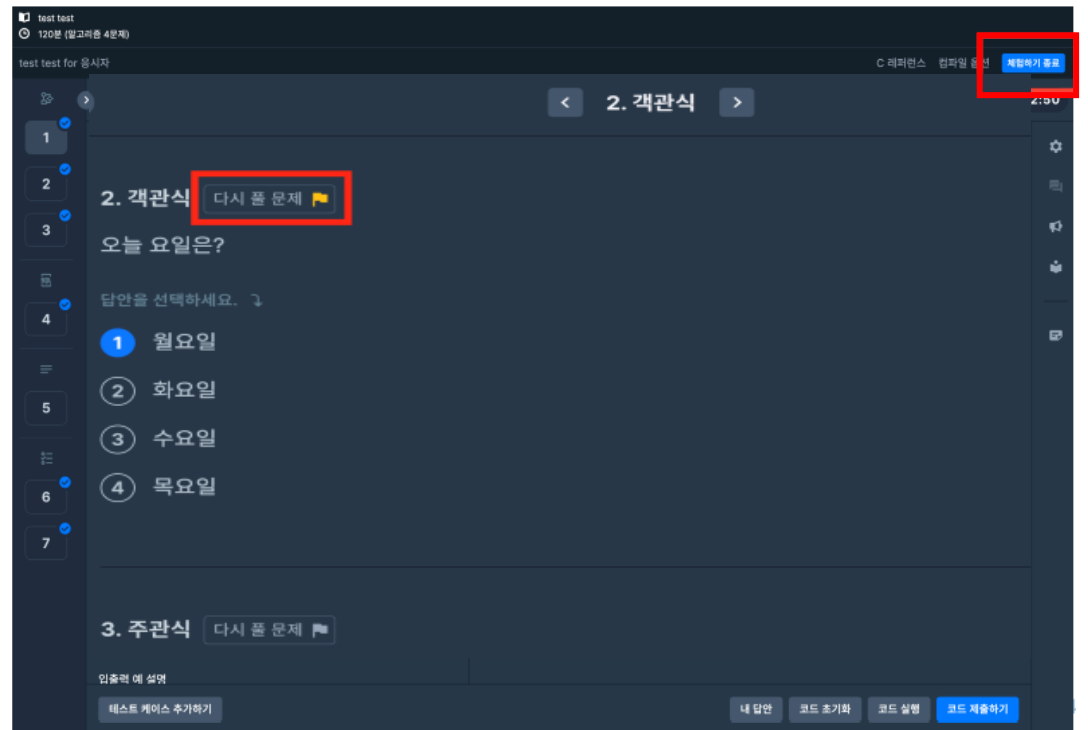 test test
120분 (알고리즘 4문제)
test test for 응시자
C 레퍼런스 컴파일 옵션 체험하기 종료
2. 객관식
2:50
1
2
3
4
5
6
7
2. 객관식 다시 풀 문제
오늘 요일은?
답안을 선택하세요.
1 월요일
2 화요일
3 수요일
4 목요일
3. 주관식 다시 풀 문제
입출력 예 설명
테스트 케이스 추가하기
내 답안 코드 초기화 코드 실행 코드 제출하기